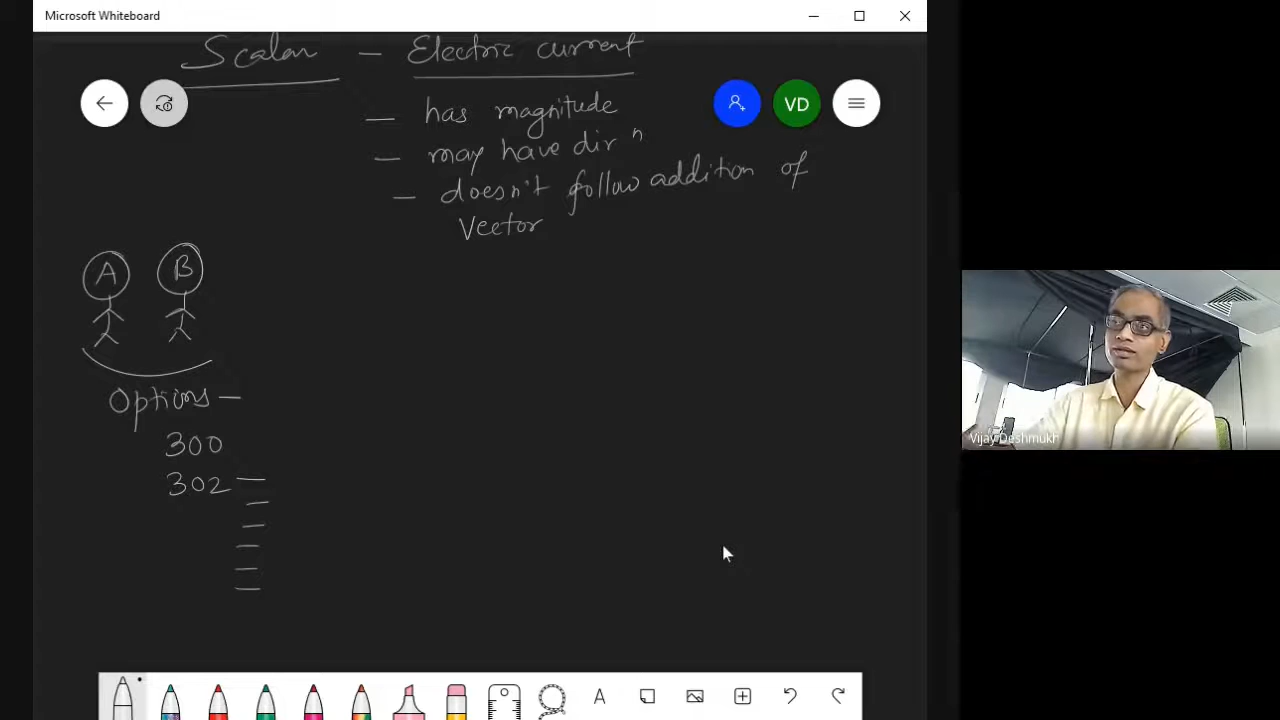 Microsoft Whiteboard
Scalar — Electric current
— has magnitude
— may have dirⁿ
— doesn't follow addition of
Vector
VD
A B
Options —
300
302 —
Vijay Deshmukh
A